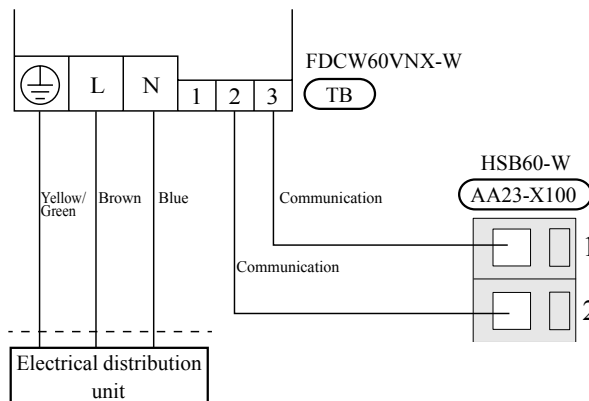 L N 1 2 3
FDCW60VNX-W
TB
HSB60-W
AA23-X100
Yellow/
Green
Brown
Blue
Communication
Communication
1
2
Electrical distribution
unit